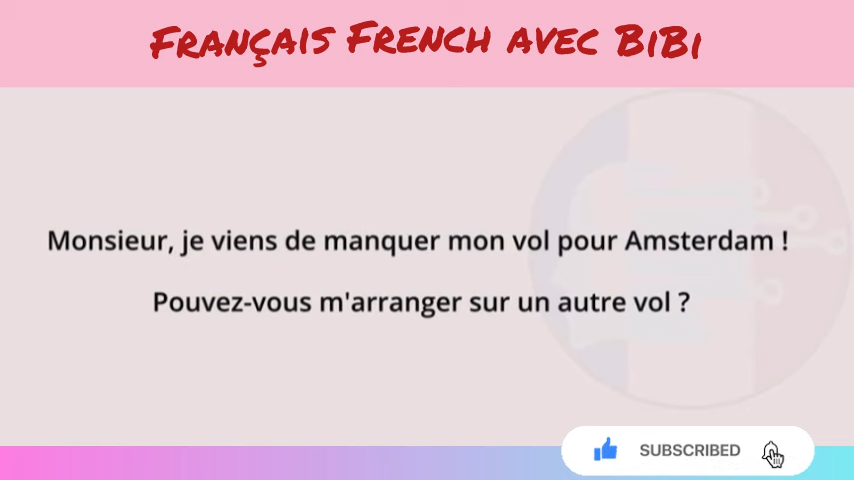 Français French avec BiBi
Monsieur, je viens de manquer mon vol pour Amsterdam !
Pouvez-vous m'arranger sur un autre vol ?
SUBSCRIBED